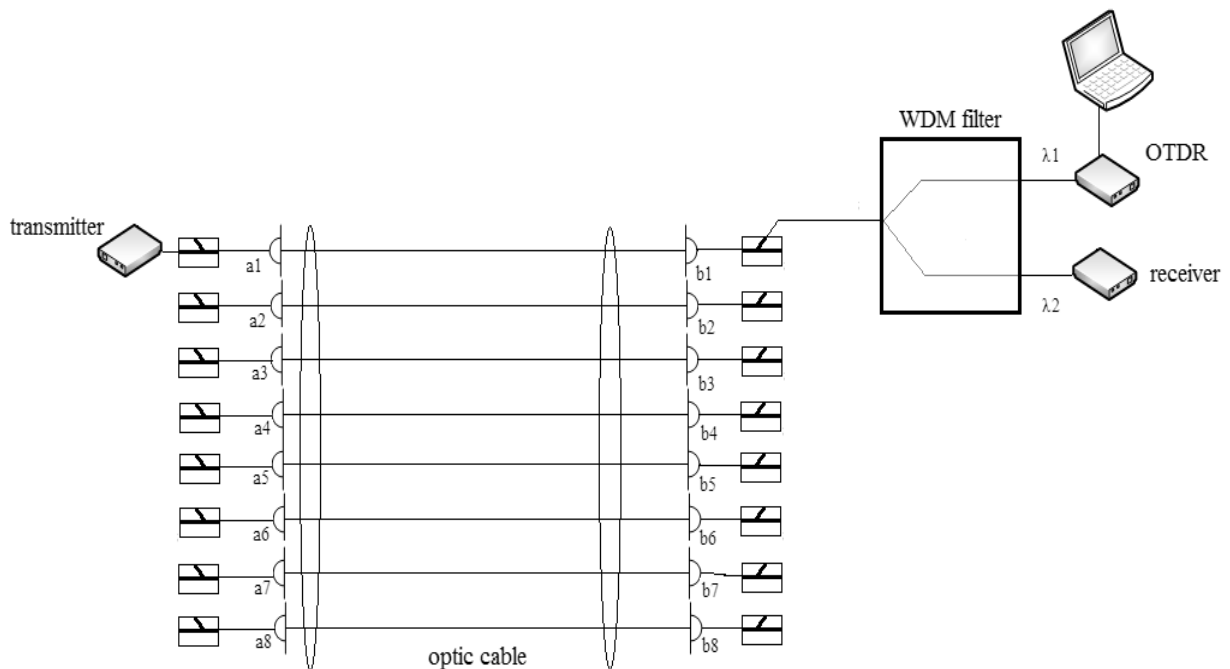 WDM filter
λ1
OTDR
transmitter
a1
b1
receiver
λ2
a2
b2
a3
b3
a4
b4
a5
b5
a6
b6
a7
b7
a8
b8
optic cable